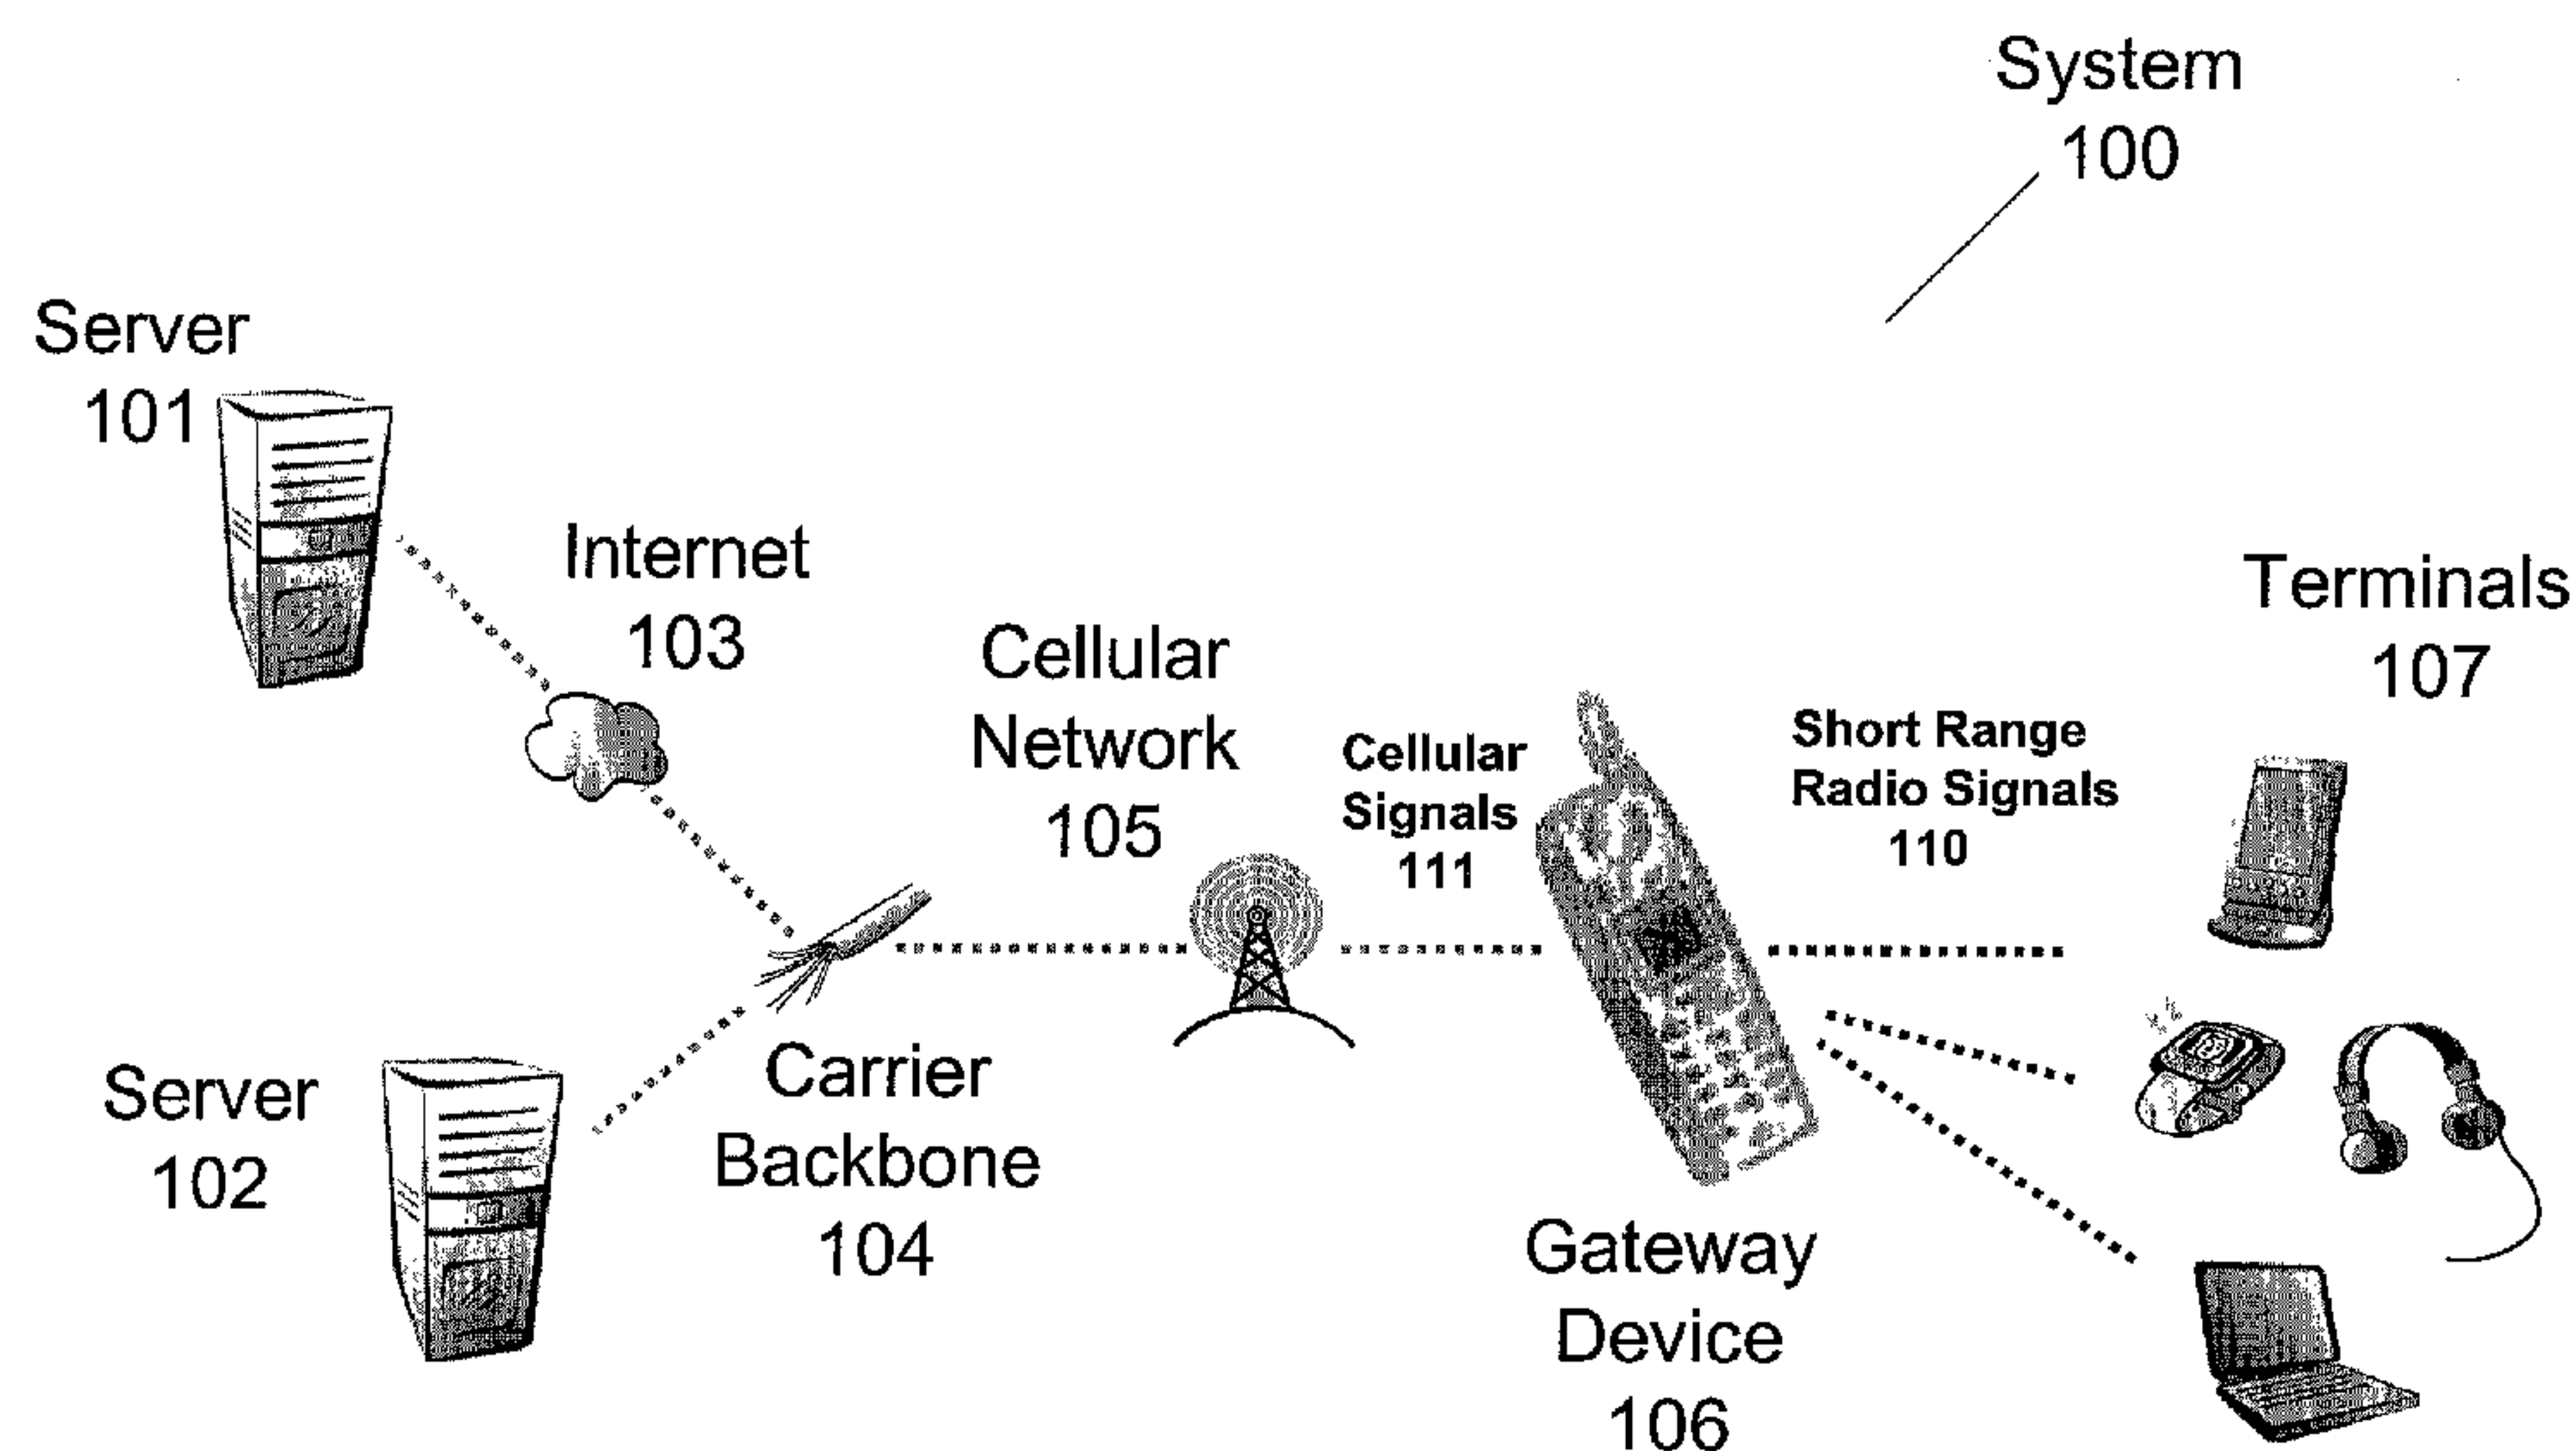 System
100
Server
101
Internet
103
Cellular
Network
105
Cellular
Signals
111
Short Range
Radio Signals
110
Terminals
107
Server
102
Carrier
Backbone
104
Gateway
Device
106